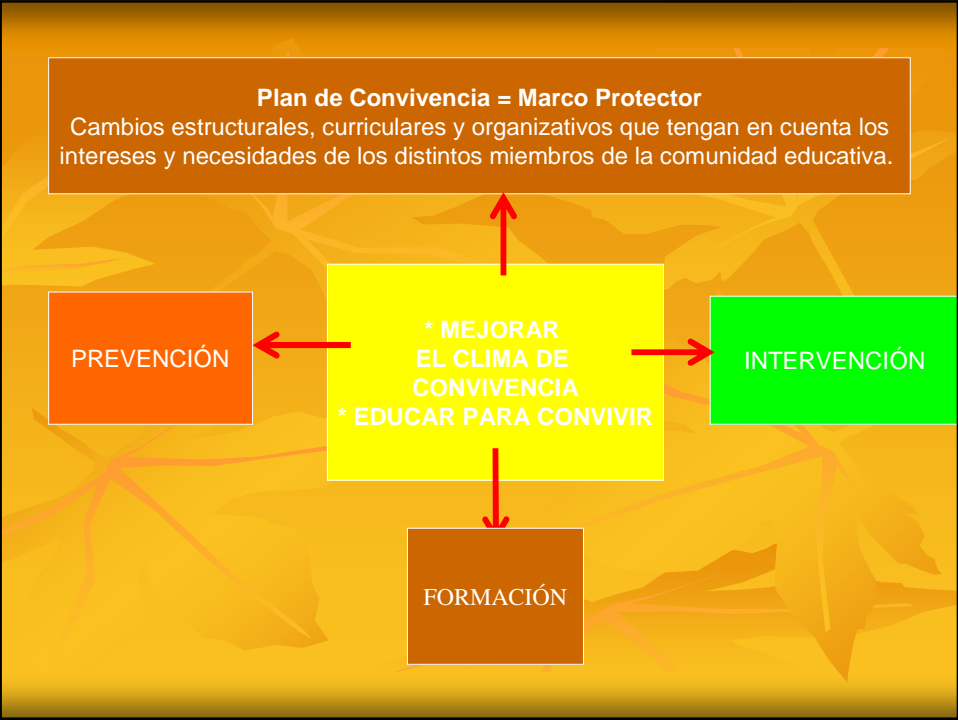 Plan de Convivencia = Marco Protector
Cambios estructurales, curriculares y organizativos que tengan en cuenta los
intereses y necesidades de los distintos miembros de la comunidad educativa.
PREVENCIÓN
* MEJORAR
EL CLIMA DE
CONVIVENCIA
* EDUCAR PARA CONVIVIR
INTERVENCIÓN
FORMACIÓN